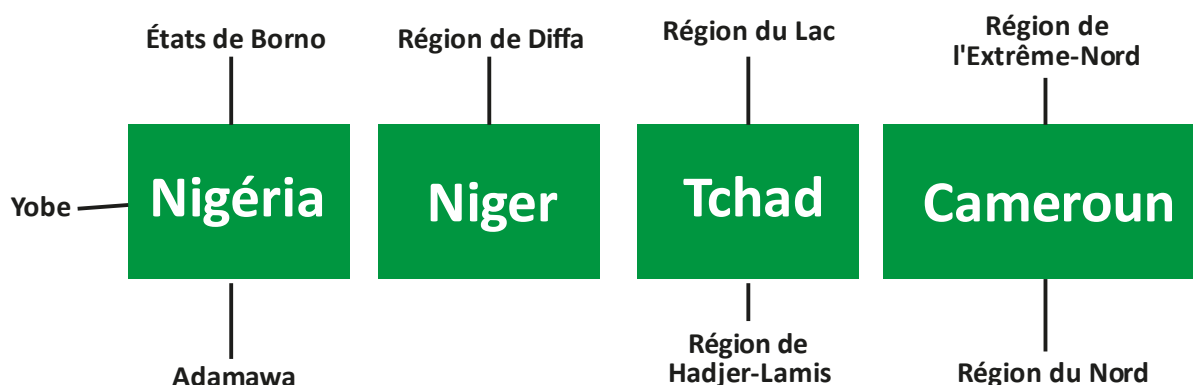 États de Borno
Région de Diffa
Région du Lac
Région de
l'Extrême-Nord
Yobe
Nigéria
Niger
Tchad
Cameroun
Adamawa
Région de
Hadjer-Lamis
Région du Nord